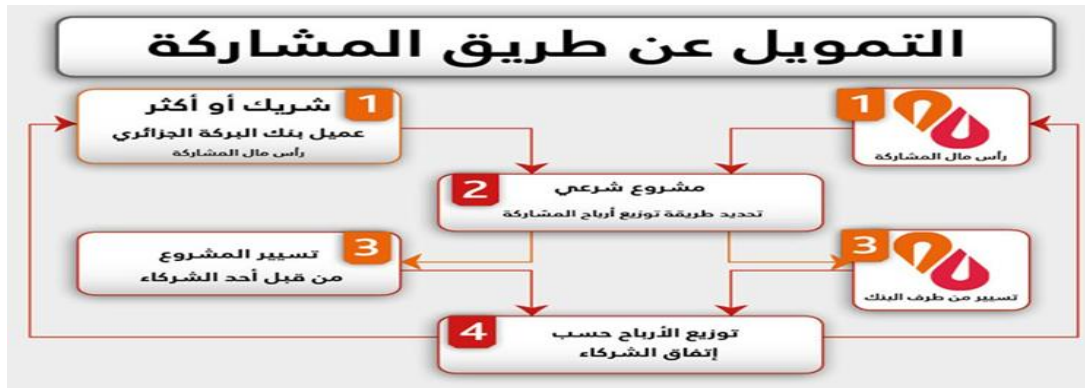 التمويل عن طريق المشاركة
1
رأس مال المشاركة
1 شريك أو أكثر
عميل بنك البركة الجزائري
رأس مال المشاركة
2 مشروع شرعي
تحديد طريقة توزيع أرباح المشاركة
3
تسيير من طرف البنك
3 تسيير المشروع
من قبل أحد الشركاء
4 توزيع الأرباح حسب
إتفاق الشركاء